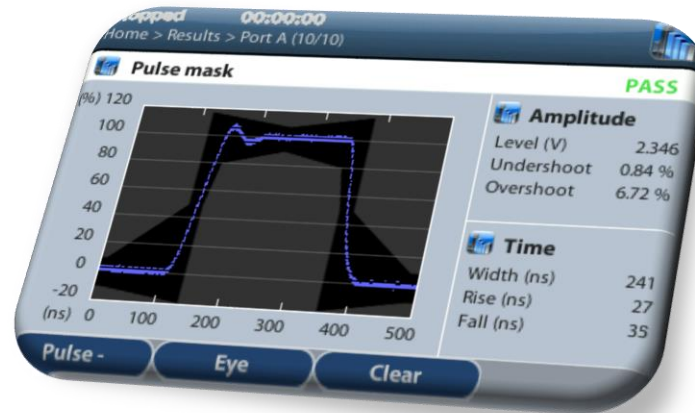 Stopped 00:00:00
Home > Results > Port A (10/10)
Pulse mask
PASS
(%) 120
100
80
60
40
20
0
-20
(ns) 0 100 200 300 400 500
Amplitude
Level (V) 2.346
Undershoot 0.84 %
Overshoot 6.72 %
Time
Width (ns) 241
Rise (ns) 27
Fall (ns) 35
Pulse - Eye Clear